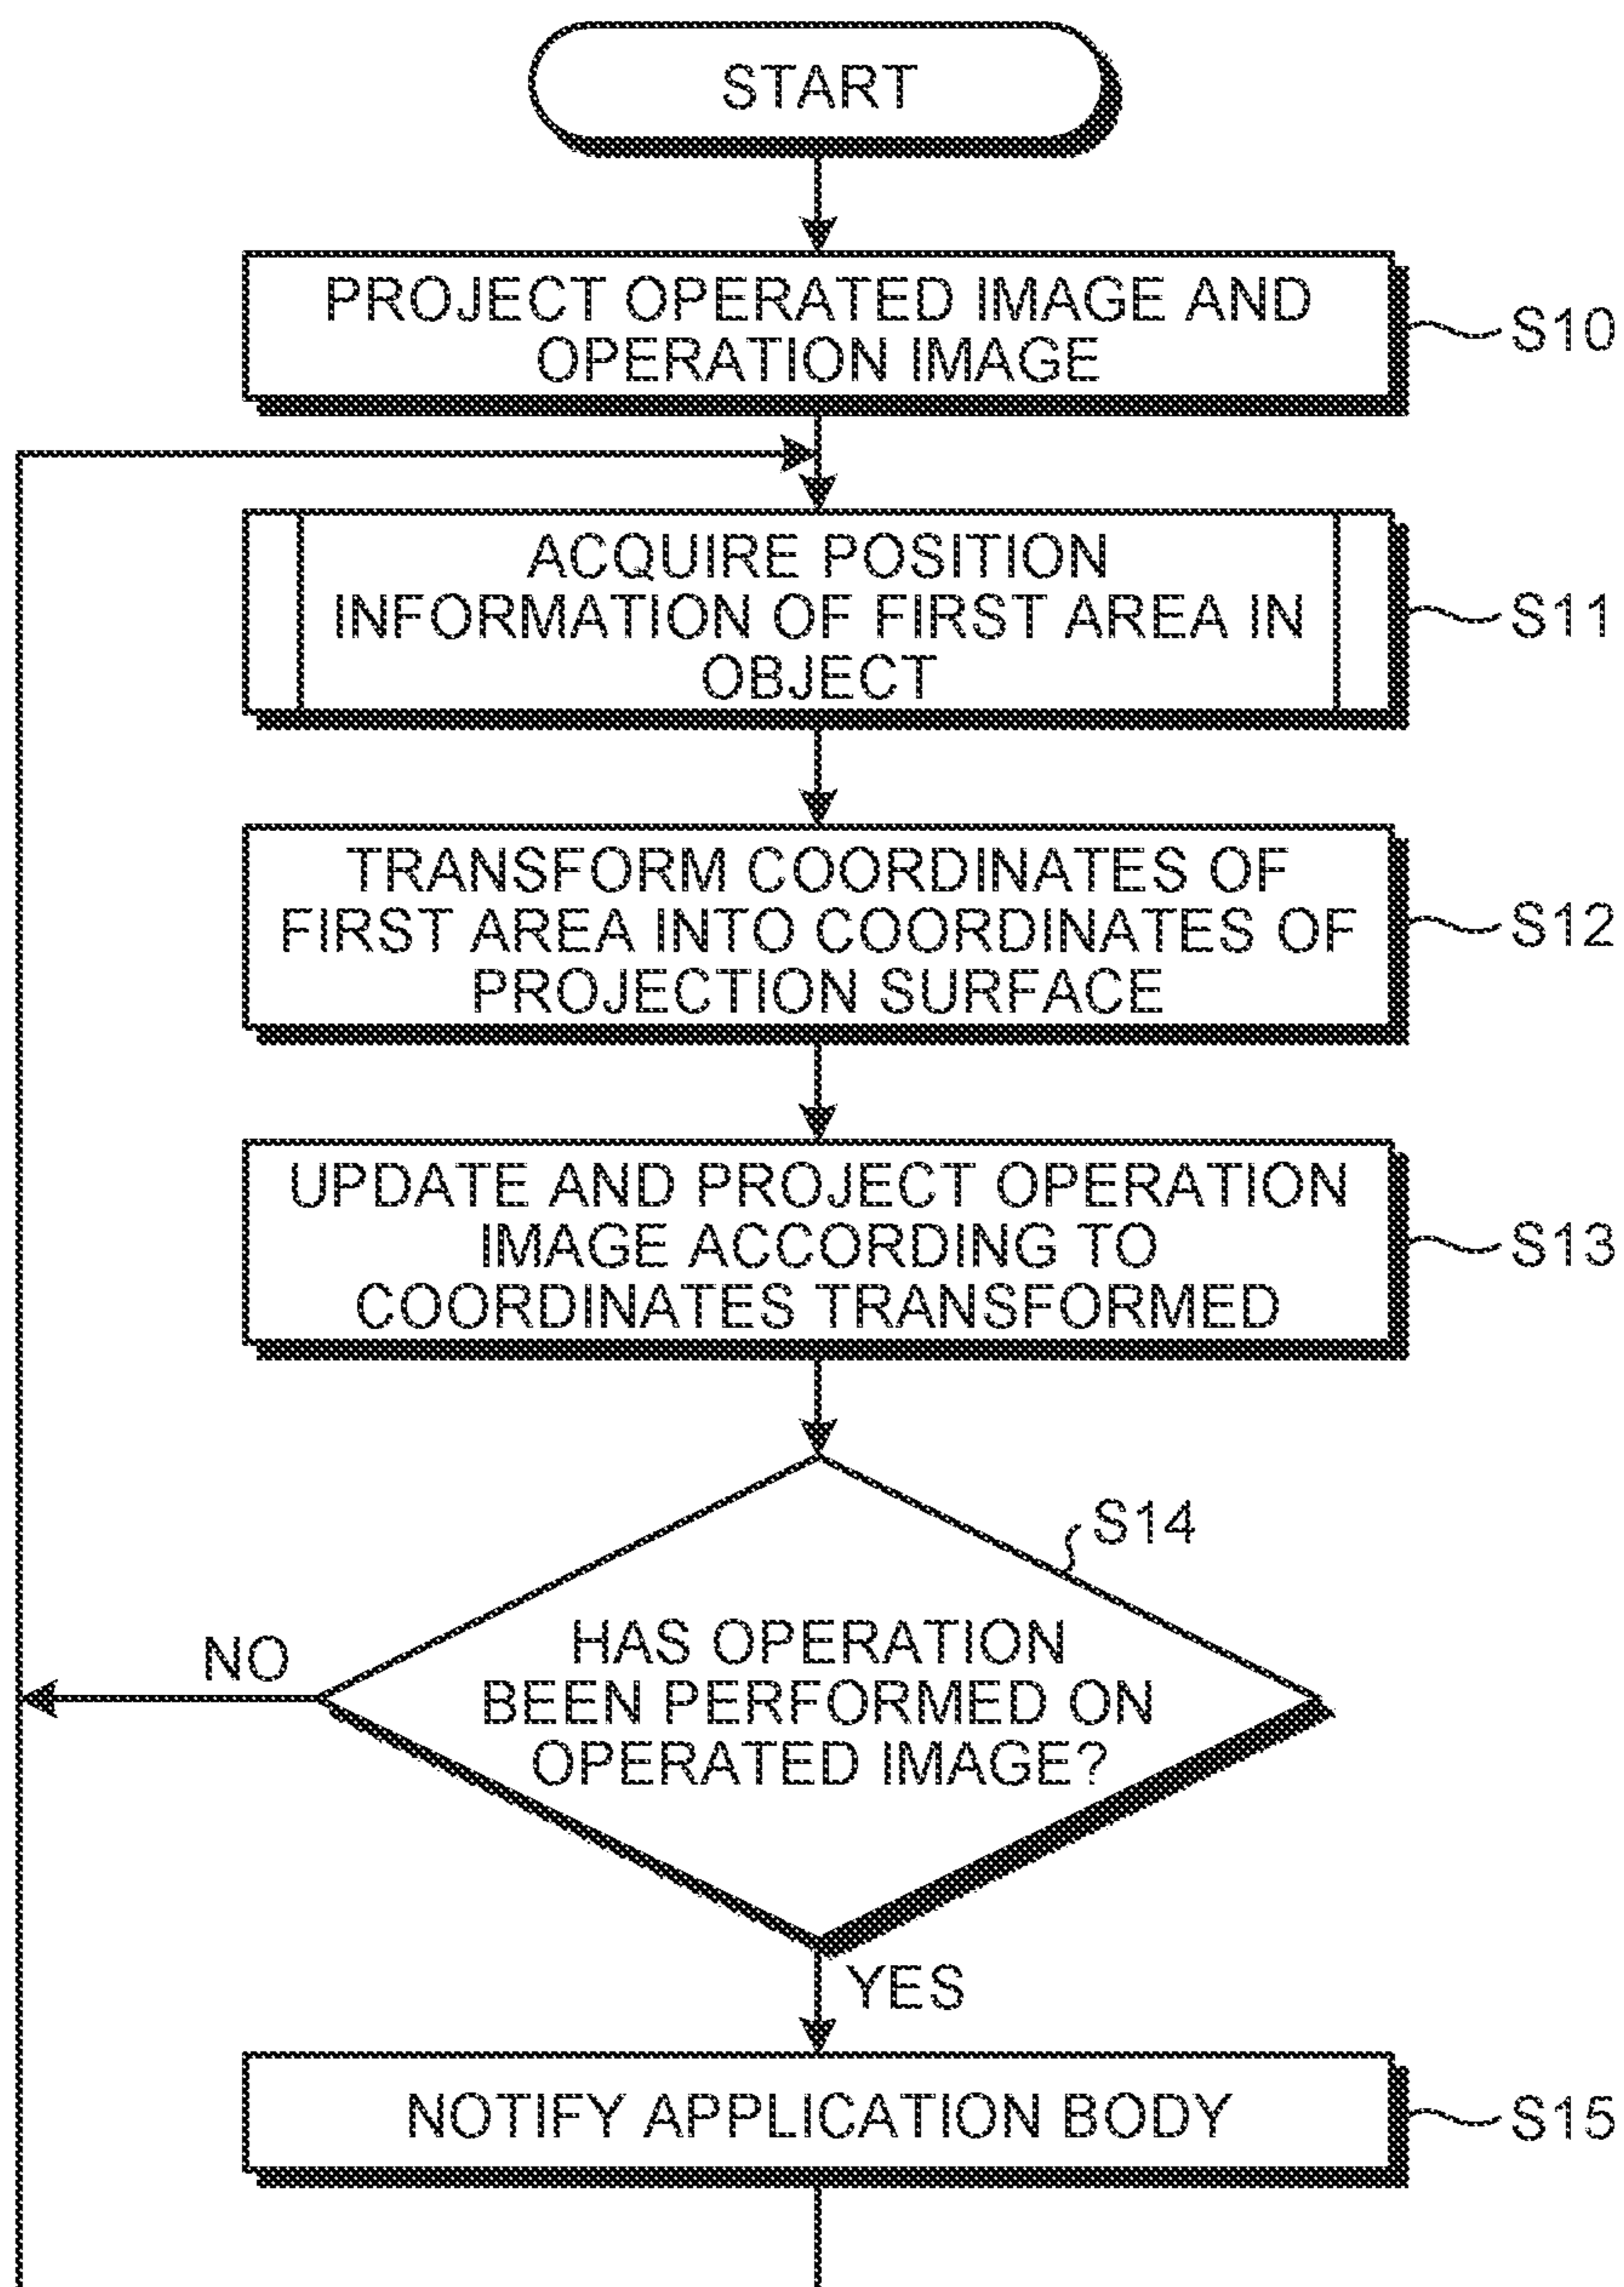 START
PROJECT OPERATED IMAGE AND
OPERATION IMAGE
S10
ACQUIRE POSITION
INFORMATION OF FIRST AREA IN
OBJECT
S11
TRANSFORM COORDINATES OF
FIRST AREA INTO COORDINATES OF
PROJECTION SURFACE
S12
UPDATE AND PROJECT OPERATION
IMAGE ACCORDING TO
COORDINATES TRANSFORMED
S13
S14
HAS OPERATION
BEEN PERFORMED ON
OPERATED IMAGE?
NO
YES
NOTIFY APPLICATION BODY
S15